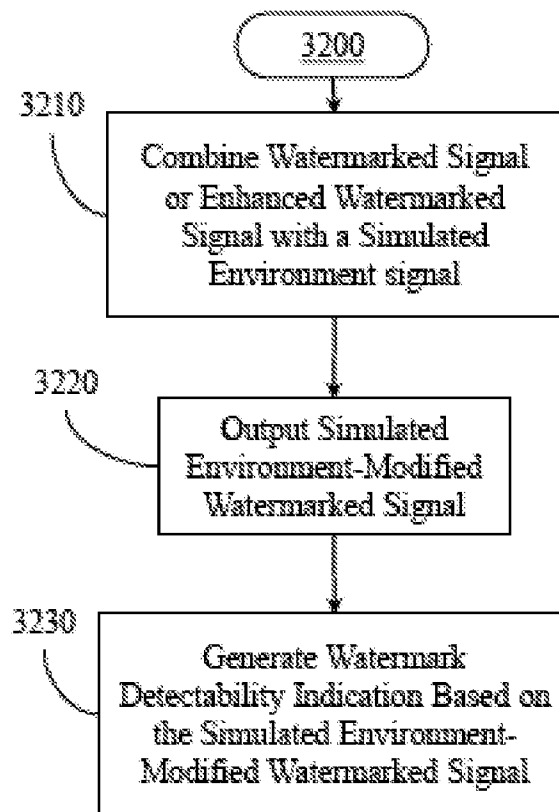 3200
3210
Combine Watermarked Signal
or Enhanced Watermarked
Signal with a Simulated
Environment signal
3220
Output Simulated
Environment-Modified
Watermarked Signal
3230
Generate Watermark
Detectability Indication Based on
the Simulated Environment-
Modified Watermarked Signal